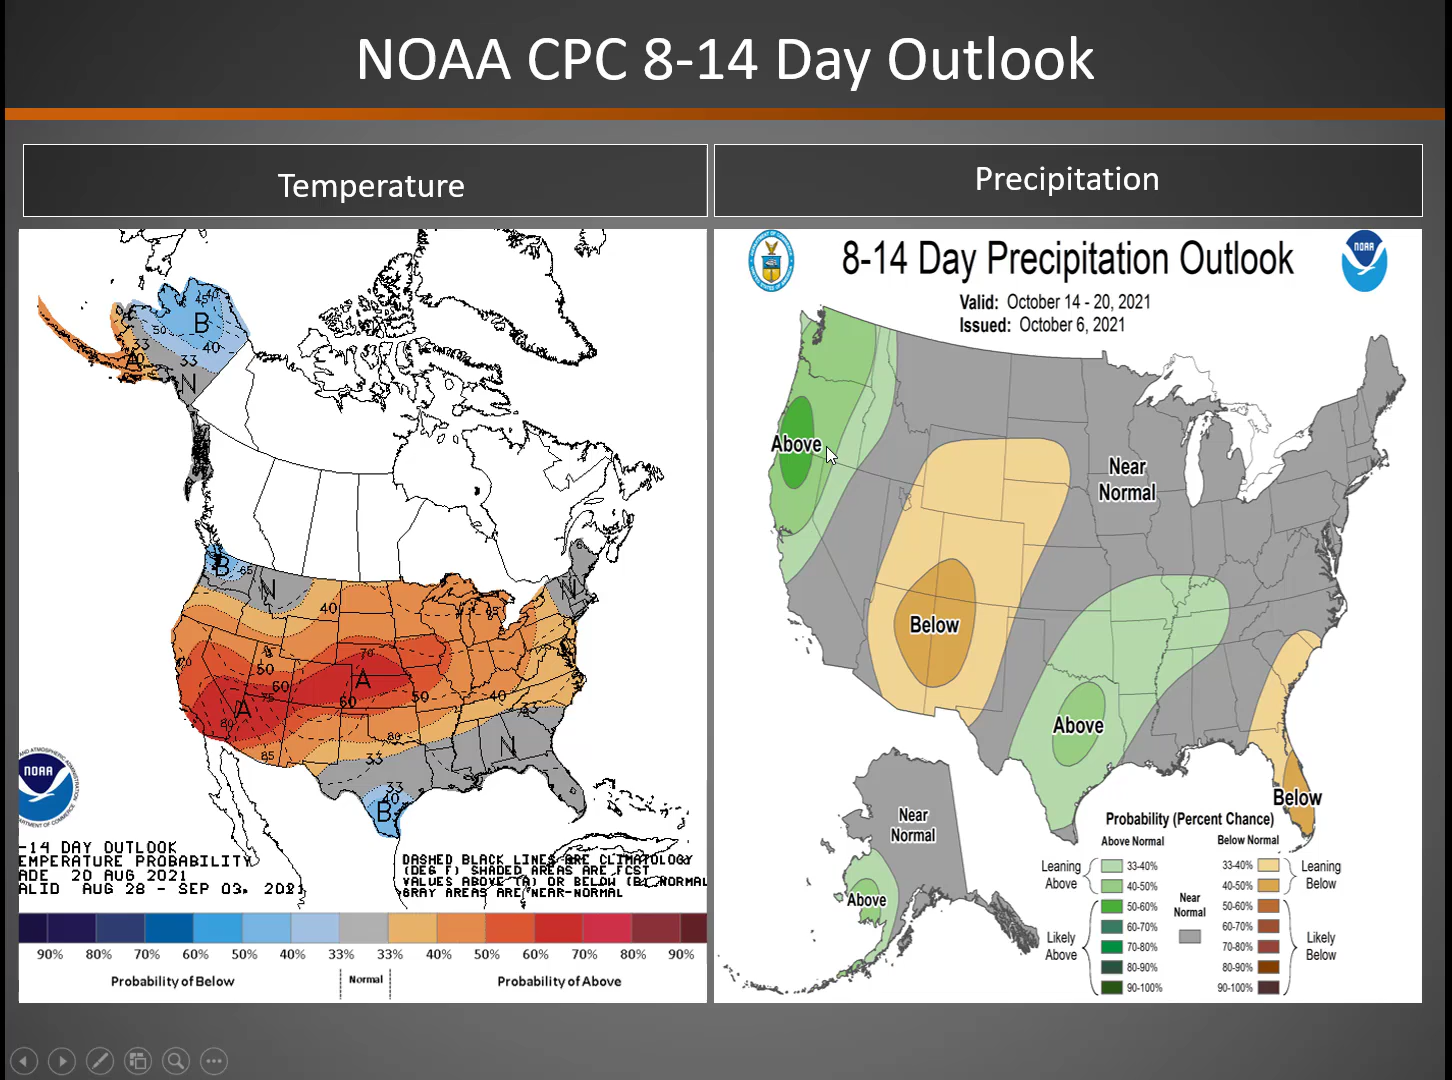 NOAA CPC 8-14 Day Outlook
Temperature
Precipitation
B
50
40
33
33
A
N
B
-65
N
40
65
N
70
50
60
A
A
75
60
50
40
33
80
80
85
33
N
33
40
B
NOAA
-14 DAY OUTLOOK
EMPERATURE PROBABILITY
ADE 20 AUG 2021
ALID AUG 28 - SEP 03, 2021
DASHED BLACK LINES ARE CLIMATOLOGY
(DEG F) SHADED AREAS ARE FCST
VALUES ABOVE (A) OR BELOW (B) NORMAL
GRAY AREAS ARE NEAR-NORMAL
90% 80% 70% 60% 50% 40% 33% 33% 40% 50% 60% 70% 80% 90%
Probability of Below Normal Probability of Above
8-14 Day Precipitation Outlook
NOAA
Valid: October 14 - 20, 2021
Issued: October 6, 2021
Above
Near
Normal
Below
Above
Below
Near
Normal
Above
Probability (Percent Chance)
Above Normal Below Normal
Leaning
Above
33-40%
40-50%
50-60%
60-70%
70-80%
80-90%
90-100%
Likely
Above
Near
Normal
33-40%
40-50%
50-60%
60-70%
70-80%
80-90%
90-100%
Leaning
Below
Likely
Below